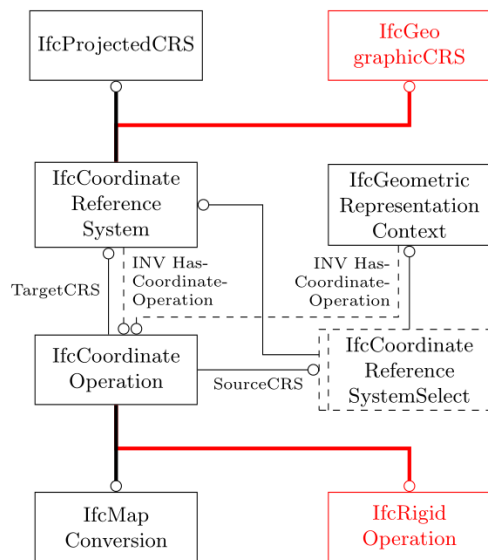 IfcProjectedCRS
IfcGeo
graphicCRS
IfcCoordinate
Reference
System
IfcGeometric
Representation
Context
INV Has-
Coordinate-
Operation
INV Has-
Coordinate-
Operation
TargetCRS
IfcCoordinate
Operation
SourceCRS
IfcCoordinate
Reference
SystemSelect
IfcMap
Conversion
IfcRigid
Operation